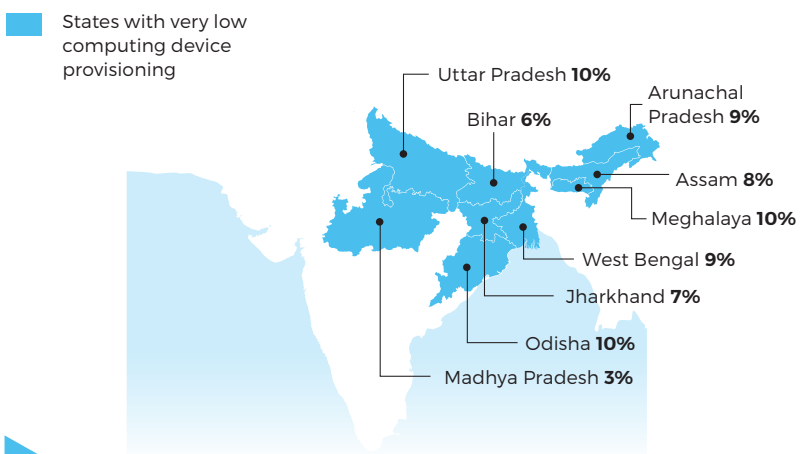 States with very low
computing device
provisioning
Uttar Pradesh 10%
Arunachal
Pradesh 9%
Bihar 6%
Assam 8%
Meghalaya 10%
West Bengal 9%
Jharkhand 7%
Odisha 10%
Madhya Pradesh 3%